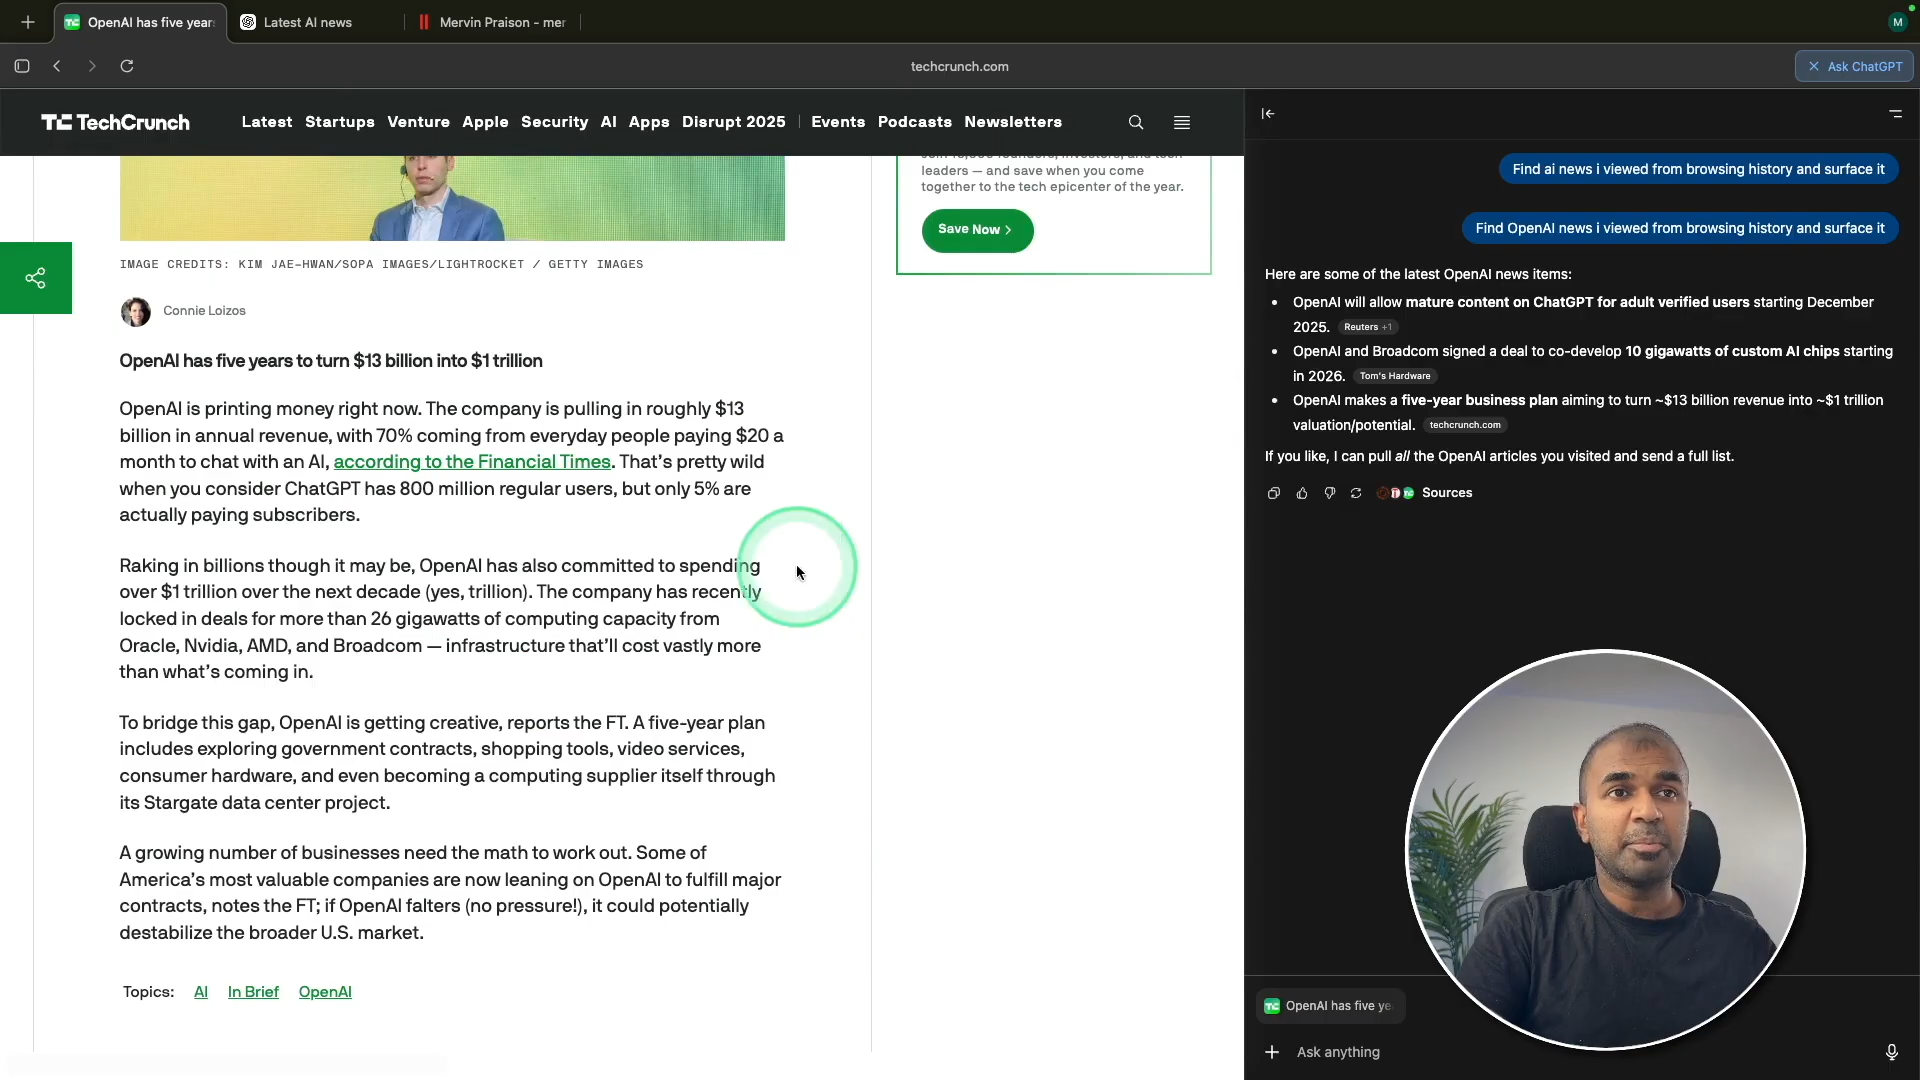 OpenAI has five year
Latest AI news
Mervin Praison - mer
M
techcrunch.com
Ask ChatGPT
TechCrunch
Latest Startups Venture Apple Security AI Apps Disrupt 2025 Events Podcasts Newsletters
leaders — and save when you come
together to the tech epicenter of the year.
Save Now
IMAGE CREDITS: KIM JAE-HWAN/SOPA IMAGES/LIGHTROCKET / GETTY IMAGES
Connie Loizos
OpenAI has five years to turn $13 billion into $1 trillion
OpenAI is printing money right now. The company is pulling in roughly $13
billion in annual revenue, with 70% coming from everyday people paying $20 a
month to chat with an AI, according to the Financial Times. That’s pretty wild
when you consider ChatGPT has 800 million regular users, but only 5% are
actually paying subscribers.
Raking in billions though it may be, OpenAI has also committed to spending
over $1 trillion over the next decade (yes, trillion). The company has recently
locked in deals for more than 26 gigawatts of computing capacity from
Oracle, Nvidia, AMD, and Broadcom — infrastructure that’ll cost vastly more
than what’s coming in.
To bridge this gap, OpenAI is getting creative, reports the FT. A five-year plan
includes exploring government contracts, shopping tools, video services,
consumer hardware, and even becoming a computing supplier itself through
its Stargate data center project.
A growing number of businesses need the math to work out. Some of
America’s most valuable companies are now leaning on OpenAI to fulfill major
contracts, notes the FT; if OpenAI falters (no pressure!), it could potentially
destabilize the broader U.S. market.
Topics: AI In Brief OpenAI
Find ai news i viewed from browsing history and surface it
Find OpenAI news i viewed from browsing history and surface it
Here are some of the latest OpenAI news items:
• OpenAI will allow mature content on ChatGPT for adult verified users starting December
2025. Reuters +1
• OpenAI and Broadcom signed a deal to co-develop 10 gigawatts of custom AI chips starting
in 2026. Tom's Hardware
• OpenAI makes a five-year business plan aiming to turn ~$13 billion revenue into ~$1 trillion
valuation/potential. techcrunch.com
If you like, I can pull all the OpenAI articles you visited and send a full list.
Sources
OpenAI has five ye
Ask anything